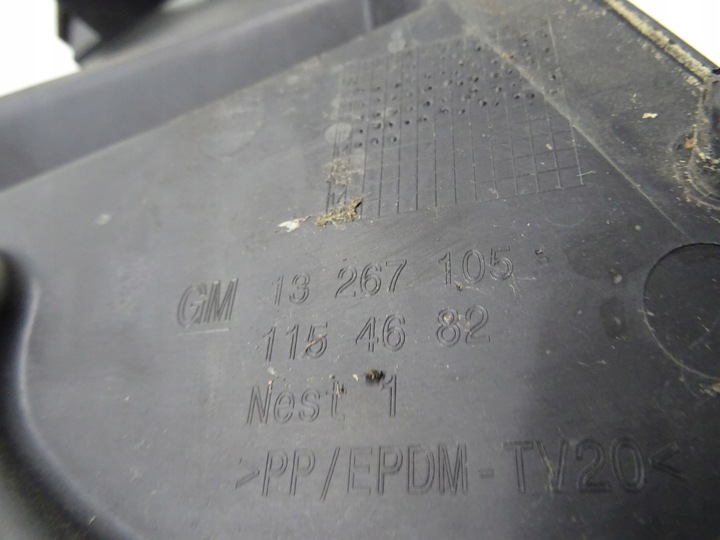 GM 13 267 105
115 46 82
Nest 1
>PP/EPDM-TV20<